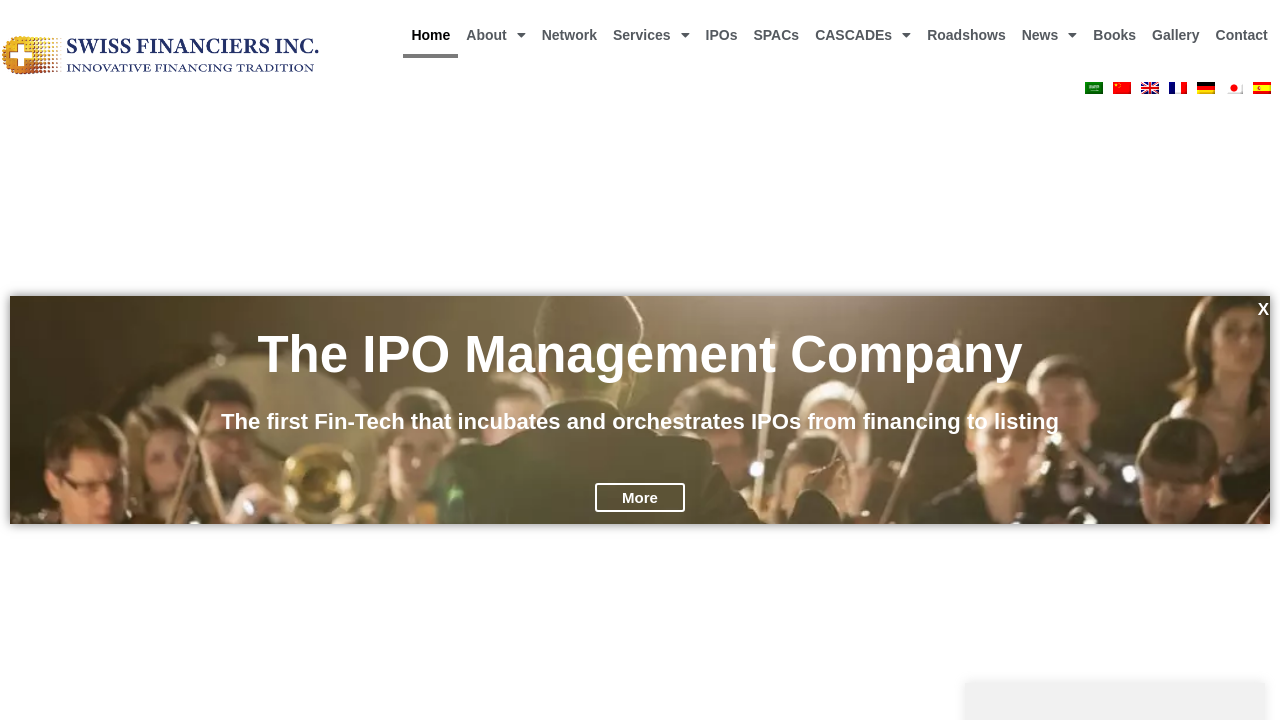 SWISS FINANCIERS INC.
INNOVATIVE FINANCING TRADITION
Home About Network Services IPOs SPACs CASCADEs Roadshows News Books Gallery Contact
X
The IPO Management Company
The first Fin-Tech that incubates and orchestrates IPOs from financing to listing
More